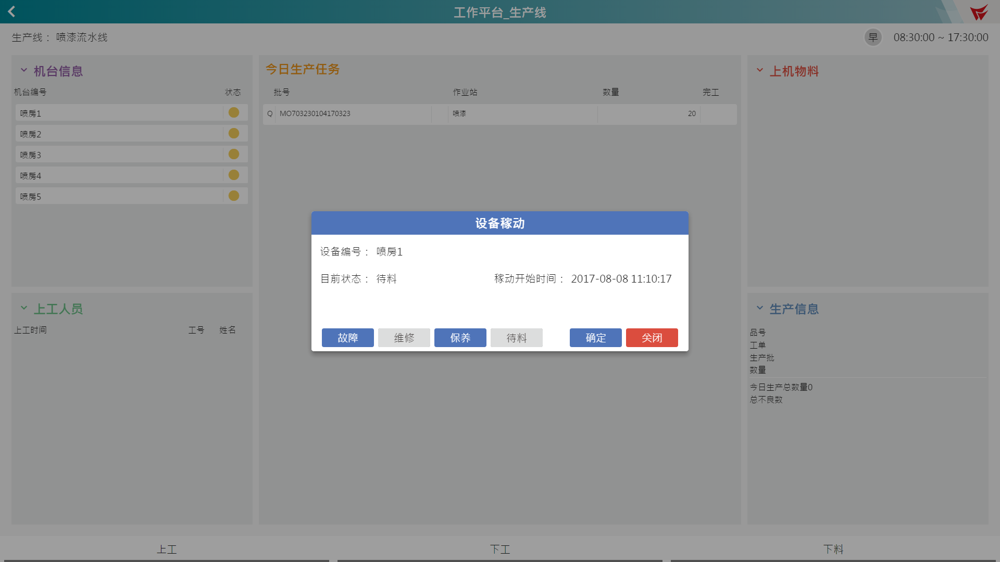 工作平台_生产线
生产线： 喷漆流水线
早 08:30:00 ~ 17:30:00
机台信息
机台编号 状态
喷房1
喷房2
喷房3
喷房4
喷房5
今日生产任务
批号 作业站 数量 完工
Q MO703230104170323 喷漆 20
上机物料
设备稼动
设备编号： 喷房1
目前状态： 待料 稼动开始时间： 2017-08-08 11:10:17
故障 维修 保养 待料 确定 关闭
上工人员
上工时间 工号 姓名
生产信息
品号
工单
生产批
数量
今日生产总数量0
总不良数
上工 下工 下料